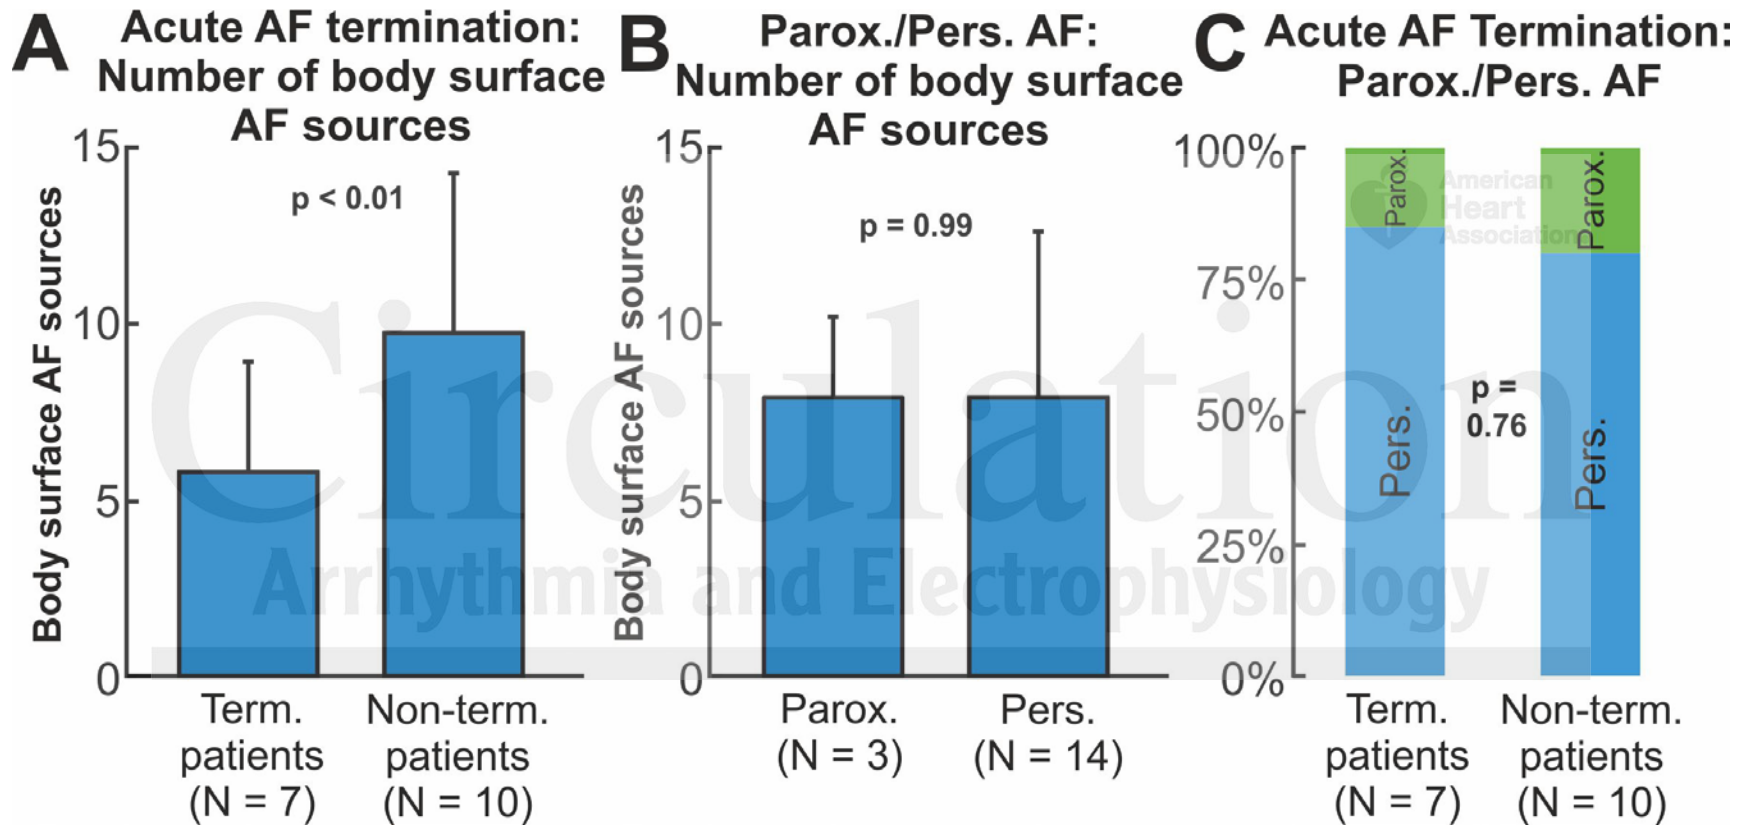 A
Acute AF termination:
Number of body surface
AF sources
15
10
5
0
Body surface AF sources
p < 0.01
Term.
patients
(N = 7)
Non-term.
patients
(N = 10)
B
Parox./Pers. AF:
Number of body surface
AF sources
15
10
5
0
Body surface AF sources
p = 0.99
Parox.
(N = 3)
Pers.
(N = 14)
C
Acute AF Termination:
Parox./Pers. AF
100%
75%
50%
25%
0%
Parox.
Pers.
p =
0.76
Parox.
Pers.
Term.
patients
(N = 7)
Non-term.
patients
(N = 10)
American
Heart
Association
Circulation
Arrhythmia and Electrophysiology